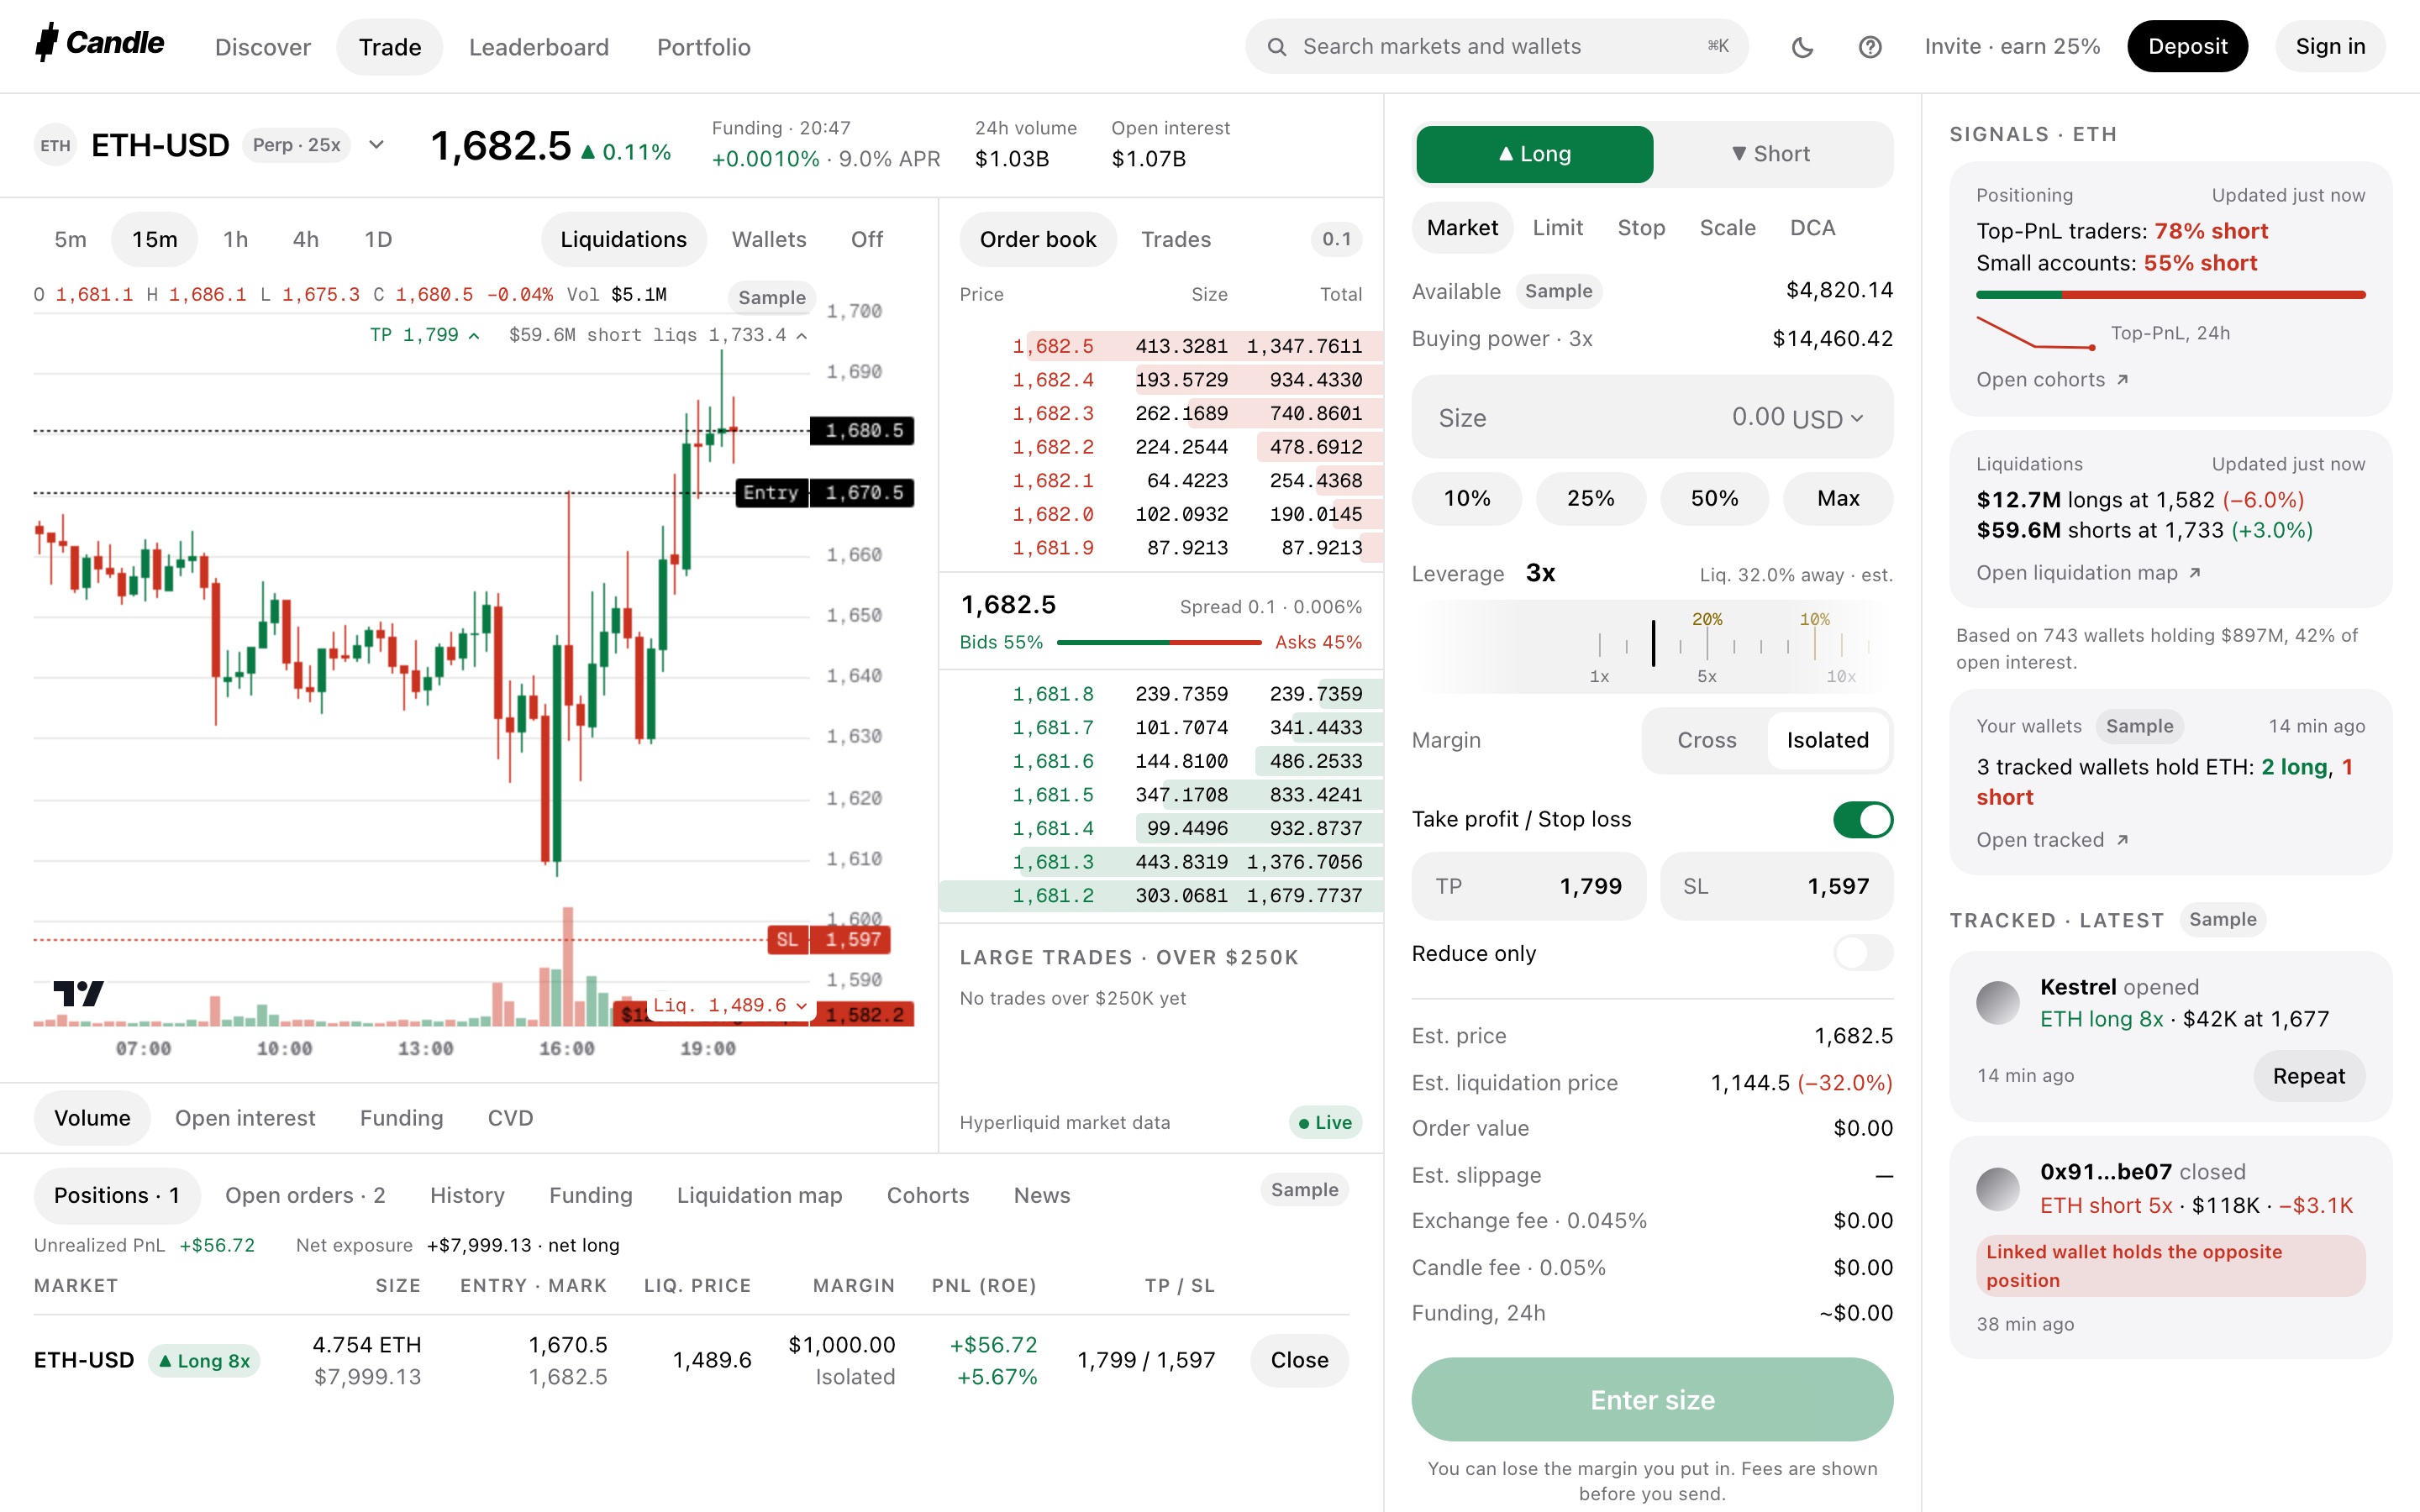 Candle
Discover
Trade
Leaderboard
Portfolio
Search markets and wallets
⌘K
Invite · earn 25%
Deposit
Sign in
ETH
ETH-USD
Perp · 25x
1,682.5
▲ 0.11%
Funding · 20:47
+0.0010% · 9.0% APR
24h volume
$1.03B
Open interest
$1.07B
5m
15m
1h
4h
1D
Liquidations
Wallets
Off
O 1,681.1 H 1,686.1 L 1,675.3 C 1,680.5 −0.04% Vol $5.1M
Sample
TP 1,799
$59.6M short liqs 1,733.4
1,700
1,690
1,680.5
Entry 1,670.5
1,660
1,650
1,640
1,630
1,620
1,610
1,600
SL 1,597
1,590
Liq. 1,489.6
1,582.2
07:00
10:00
13:00
16:00
19:00
Volume
Open interest
Funding
CVD
Order book
Trades
0.1
Price Size Total
1,682.5 413.3281 1,347.7611
1,682.4 193.5729 934.4330
1,682.3 262.1689 740.8601
1,682.2 224.2544 478.6912
1,682.1 64.4223 254.4368
1,682.0 102.0932 190.0145
1,681.9 87.9213 87.9213
1,682.5
Spread 0.1 · 0.006%
Bids 55%
Asks 45%
1,681.8 239.7359 239.7359
1,681.7 101.7074 341.4433
1,681.6 144.8100 486.2533
1,681.5 347.1708 833.4241
1,681.4 99.4496 932.8737
1,681.3 443.8319 1,376.7056
1,681.2 303.0681 1,679.7737
LARGE TRADES · OVER $250K
No trades over $250K yet
Hyperliquid market data
Live
Positions · 1
Open orders · 2
History
Funding
Liquidation map
Cohorts
News
Sample
Unrealized PnL +$56.72
Net exposure +$7,999.13 · net long
MARKET SIZE ENTRY · MARK LIQ. PRICE MARGIN PNL (ROE) TP / SL
ETH-USD ▲ Long 8x
4.754 ETH
$7,999.13
1,670.5
1,682.5
1,489.6
$1,000.00
Isolated
+$56.72
+5.67%
1,799 / 1,597
Close
▲ Long
▼ Short
Market
Limit
Stop
Scale
DCA
Available Sample $4,820.14
Buying power · 3x $14,460.42
Size 0.00 USD
10%
25%
50%
Max
Leverage 3x
Liq. 32.0% away · est.
20%
10%
1x
5x
10x
Margin
Cross
Isolated
Take profit / Stop loss
TP 1,799
SL 1,597
Reduce only
Est. price 1,682.5
Est. liquidation price 1,144.5 (−32.0%)
Order value $0.00
Est. slippage —
Exchange fee · 0.045% $0.00
Candle fee · 0.05% $0.00
Funding, 24h ~$0.00
Enter size
You can lose the margin you put in. Fees are shown
before you send.
SIGNALS · ETH
Positioning
Updated just now
Top-PnL traders: 78% short
Small accounts: 55% short
Top-PnL, 24h
Open cohorts ↗
Liquidations
Updated just now
$12.7M longs at 1,582 (−6.0%)
$59.6M shorts at 1,733 (+3.0%)
Open liquidation map ↗
Based on 743 wallets holding $897M, 42% of
open interest.
Your wallets
Sample
14 min ago
3 tracked wallets hold ETH: 2 long, 1
short
Open tracked ↗
TRACKED · LATEST
Sample
Kestrel opened
ETH long 8x · $42K at 1,677
14 min ago
Repeat
0x91...be07 closed
ETH short 5x · $118K · −$3.1K
Linked wallet holds the opposite
position
38 min ago